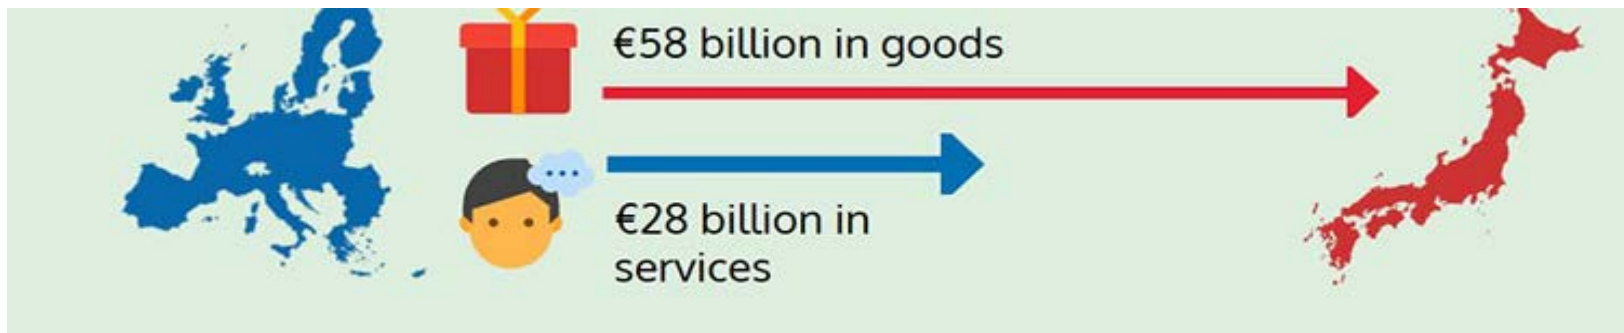 €58 billion in goods
€28 billion in
services